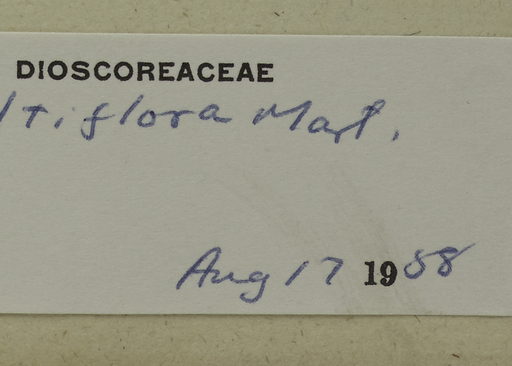 DIOSCOREACEAE
ltiflora Mart.
Aug 17 1988